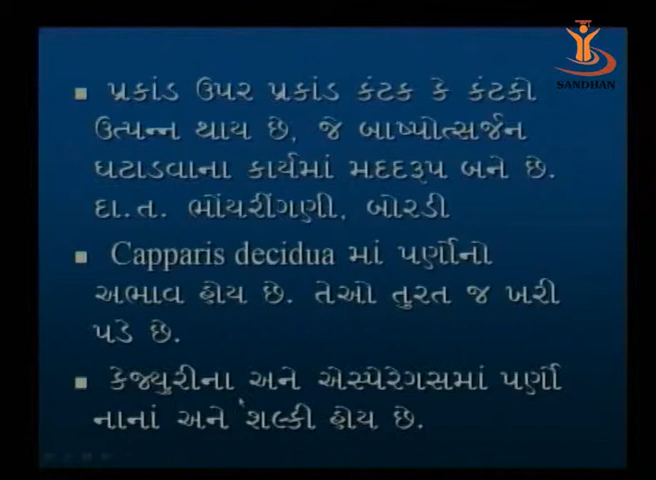 SANDHAN
પ્રકાંડ ઉપર પ્રકાંડ કંટક કે કંટકો
ઉત્પન્ન થાય છે, જે બાષ્પોત્સર્જન
ઘટાડવાના કાર્યમાં મદદરૂપ બને છે.
દા.ત. ભોંયરીંગણી, બોરડી
Capparis decidua માં પર્ણોનો
અભાવ હોય છે. તેઓ તુરત જ ખરી
પડે છે.
કેજ્યુરીના અને એસ્પેરેગસમાં પર્ણો
નાનાં અને શલ્કી હોય છે.